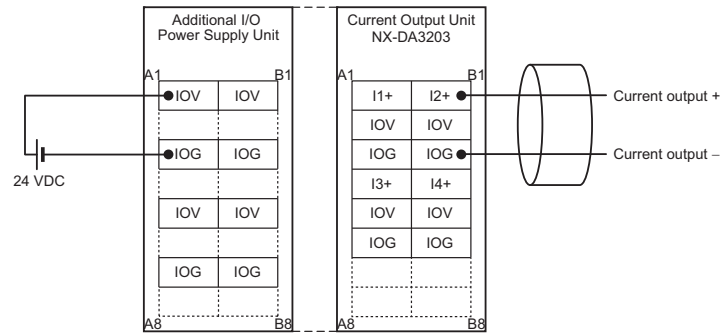 Additional I/O
Power Supply Unit
Current Output Unit
NX-DA3203
A1
B1
A1
B1
IOV
IOV
I1+
I2+
Current output +
IOV
IOV
IOG
IOG
IOG
IOG
Current output –
24 VDC
I3+
I4+
IOV
IOV
IOV
IOV
IOG
IOG
IOG
IOG
A8
B8
A8
B8